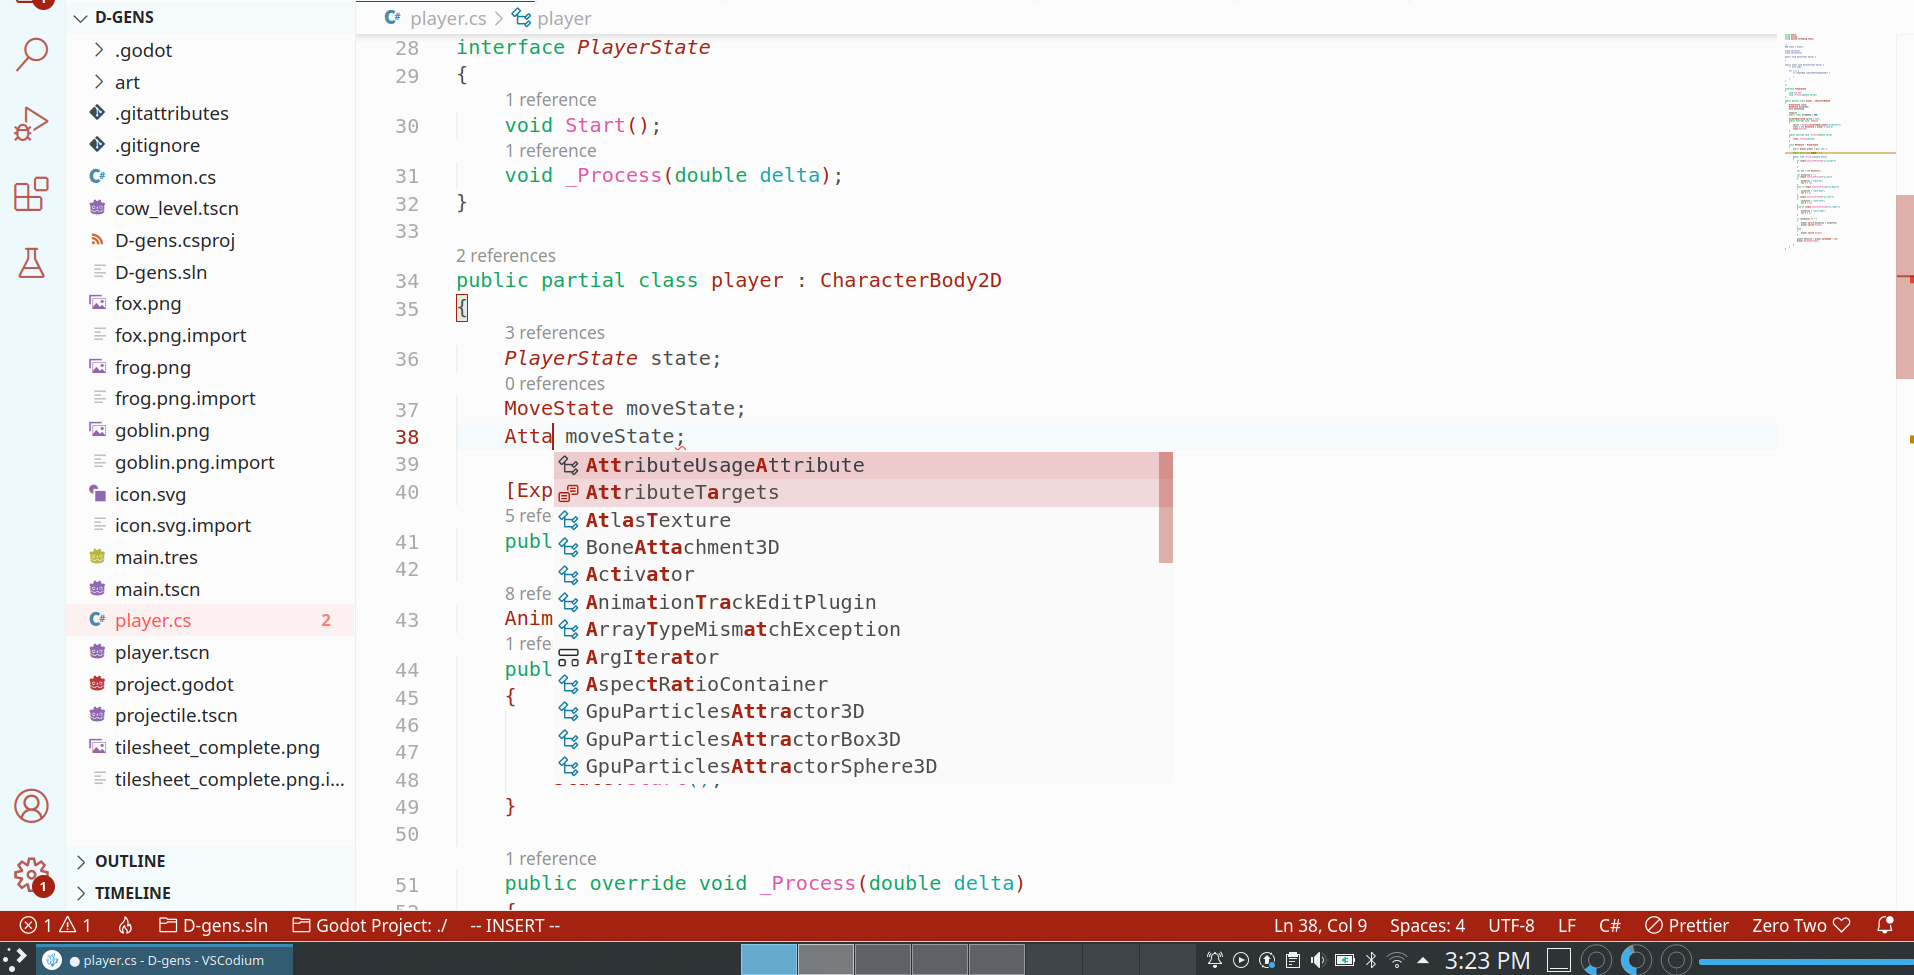 1
D-GENS
.godot
art
.gitattributes
.gitignore
C# common.cs
cow_level.tscn
D-gens.csproj
D-gens.sln
fox.png
fox.png.import
frog.png
frog.png.import
goblin.png
goblin.png.import
icon.svg
icon.svg.import
main.tres
main.tscn
C# player.cs 2
player.tscn
project.godot
projectile.tscn
tilesheet_complete.png
tilesheet_complete.png.i...
OUTLINE
TIMELINE
1
C# player.cs > player
28 interface PlayerState
29 {
1 reference
30 void Start();
1 reference
31 void _Process(double delta);
32 }
33
2 references
34 public partial class player : CharacterBody2D
35 {
3 references
36 PlayerState state;
0 references
37 MoveState moveState;
38 Atta moveState;
39
40 [Exp
5 refe
41 publ
42
8 refe
43 Anim
1 refe
44 publ
45 {
46
47
48
49 }
50
1 reference
51 public override void _Process(double delta)
AttributeUsageAttribute
AttributeTargets
AtlasTexture
BoneAttachment3D
Activator
AnimationTrackEditPlugin
ArrayTypeMismatchException
ArgIterator
AspectRatioContainer
GpuParticlesAttractor3D
GpuParticlesAttractorBox3D
GpuParticlesAttractorSphere3D
1 1 D-gens.sln Godot Project: ./ -- INSERT -- Ln 38, Col 9 Spaces: 4 UTF-8 LF C# Prettier Zero Two ♡
● player.cs - D-gens - VSCodium 3:23 PM